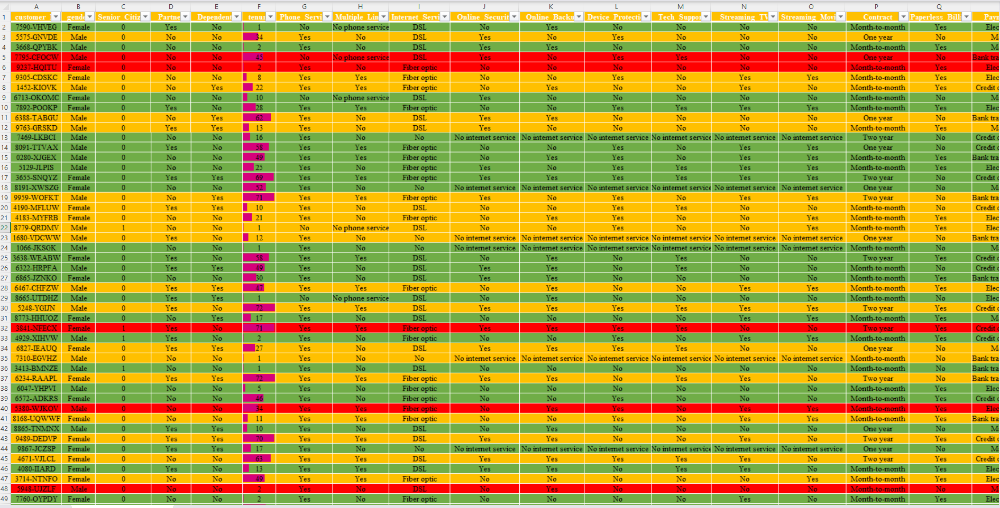 A B C D E F G H I J K L M N O P Q
1 customer gende Senior Citiz Partne Dependent tenur Phone Servi Multiple Lin Internet Servi Online Securit Online Backu Device Protecti Tech Suppor Streaming TV Streaming Movi Contract Paperless Billi Payn
2 7590-VHVEG Female 0 Yes No 1 No No phone service DSL No Yes No No No No Month-to-month Yes Elec
3 5575-GNVDE Male 0 No No 34 Yes No DSL Yes No Yes No No No One year No M
4 3668-QPYBK Male 0 No No 2 Yes No DSL Yes Yes No No No No Month-to-month Yes M
5 7795-CFOCW Male 0 No No 45 No No phone service DSL Yes No Yes Yes No No One year No Bank tra
6 9237-HQITU Female 0 No No 2 Yes No Fiber optic No No No No No No Month-to-month Yes Elec
7 9305-CDSKC Female 0 No No 8 Yes Yes Fiber optic No No Yes No Yes Yes Month-to-month Yes Elec
8 1452-KIOVK Male 0 No Yes 22 Yes Yes Fiber optic No Yes No No Yes No Month-to-month Yes Credit c
9 6713-OKOMC Female 0 No No 10 No No phone service DSL Yes No No No No No Month-to-month No M
10 7892-POOKP Female 0 Yes No 28 Yes Yes Fiber optic No No Yes Yes Yes Yes Month-to-month Yes Elec
11 6388-TABGU Male 0 No Yes 62 Yes No DSL Yes Yes No No No No One year No Bank tra
12 9763-GRSKD Male 0 Yes Yes 13 Yes No DSL Yes No No No No No Month-to-month Yes M
13 7469-LKBCI Male 0 No No 16 Yes No No No internet service No internet service No internet service No internet service No internet service No internet service Two year No Credit c
14 8091-TTVAX Male 0 Yes No 58 Yes Yes Fiber optic No No Yes No Yes Yes One year No Credit c
15 0280-XJGEX Male 0 No No 49 Yes Yes Fiber optic No Yes Yes No Yes Yes Month-to-month Yes Bank tra
16 5129-JLPIS Male 0 No No 25 Yes No Fiber optic Yes No Yes Yes Yes Yes Month-to-month Yes Elec
17 3655-SNQYZ Female 0 Yes Yes 69 Yes Yes Fiber optic Yes Yes Yes Yes Yes Yes Two year No Credit c
18 8191-XWSZG Female 0 No No 52 Yes No No No internet service No internet service No internet service No internet service No internet service No internet service One year No M
19 9959-WOFKT Male 0 No Yes 71 Yes Yes Fiber optic Yes No Yes No Yes Yes Two year No Bank tra
20 4190-MFLUW Female 0 Yes Yes 10 Yes No DSL No No Yes Yes No No Month-to-month No Credit c
21 4183-MYFRB Female 0 No No 21 Yes No Fiber optic No Yes Yes No No Yes Month-to-month Yes Elec
22 8779-QRDMV Male 1 No No 1 No No phone service DSL No No Yes No No Yes Month-to-month Yes Elec
23 1680-VDCWW Male 0 Yes No 12 Yes No No No internet service No internet service No internet service No internet service No internet service No internet service One year No Bank tra
24 1066-JKSGK Male 0 No No 1 Yes No No No internet service No internet service No internet service No internet service No internet service No internet service Month-to-month No M
25 3638-WEABW Female 0 Yes No 58 Yes Yes DSL No Yes No Yes No No Two year Yes Credit c
26 6322-HRPFA Male 0 Yes Yes 49 Yes No DSL Yes Yes No Yes No No Month-to-month No Credit c
27 6865-JZNKO Female 0 No No 30 Yes No DSL Yes Yes No No No No Month-to-month Yes Bank tra
28 6467-CHFZW Male 0 Yes Yes 47 Yes Yes Fiber optic No Yes No No Yes Yes Month-to-month Yes Elec
29 8665-UTDHZ Male 0 Yes Yes 1 No No phone service DSL No Yes No No No No Month-to-month No Elec
30 5248-YGIJN Male 0 Yes No 72 Yes Yes DSL Yes Yes Yes Yes Yes Yes Two year Yes Credit c
31 8773-HHUOZ Female 0 No Yes 17 Yes No DSL No No No No Yes Yes Month-to-month Yes M
32 3841-NFECX Female 1 Yes No 71 Yes Yes Fiber optic Yes Yes Yes Yes No No Two year Yes Credit c
33 4929-XIHVW Male 1 Yes No 2 Yes No Fiber optic No No Yes No Yes Yes Month-to-month Yes Credit c
34 6827-IEAUQ Female 0 Yes Yes 27 Yes No DSL Yes Yes Yes Yes No No One year No M
35 7310-EGVHZ Male 0 No No 1 Yes No No No internet service No internet service No internet service No internet service No internet service No internet service Month-to-month No Bank tra
36 3413-BMNZE Male 1 No No 1 Yes No DSL No No No No No No Month-to-month No Bank tra
37 6234-RAAPL Female 0 Yes Yes 72 Yes Yes Fiber optic Yes Yes No Yes Yes No Two year No Bank tra
38 6047-YHPVI Male 0 No No 5 Yes No Fiber optic No No No No No No Month-to-month Yes Elec
39 6572-ADKRS Female 0 No No 46 Yes No Fiber optic No No Yes No No No Month-to-month Yes Credit c
40 5380-WJKOV Male 0 No No 34 Yes Yes Fiber optic No Yes Yes No Yes Yes Month-to-month Yes Elec
41 8168-UQWWF Female 0 No No 11 Yes Yes Fiber optic No No Yes No Yes Yes Month-to-month Yes Bank tra
42 8865-TNMNX Male 0 Yes Yes 10 Yes No DSL No Yes No No No No One year No M
43 9489-DEDVP Female 0 Yes Yes 70 Yes Yes DSL Yes Yes No No Yes No Two year Yes Credit c
44 9867-JCZSP Female 0 Yes Yes 17 Yes No No No internet service No internet service No internet service No internet service No internet service No internet service One year No M
45 4671-VJLCL Female 0 No No 63 Yes Yes DSL Yes Yes Yes Yes Yes No Two year Yes Credit c
46 4080-IIARD Female 0 Yes No 13 Yes Yes DSL Yes Yes No Yes Yes No Month-to-month Yes Elec
47 3714-NTNFO Female 0 No No 49 Yes Yes Fiber optic No No No No No Yes Month-to-month Yes Elec
48 5948-UJZLF Male 0 No No 2 Yes No DSL No Yes No No No No Month-to-month No M
49 7760-OYPDY Female 0 No No 2 Yes No Fiber optic No No No No Yes No Month-to-month Yes Elec